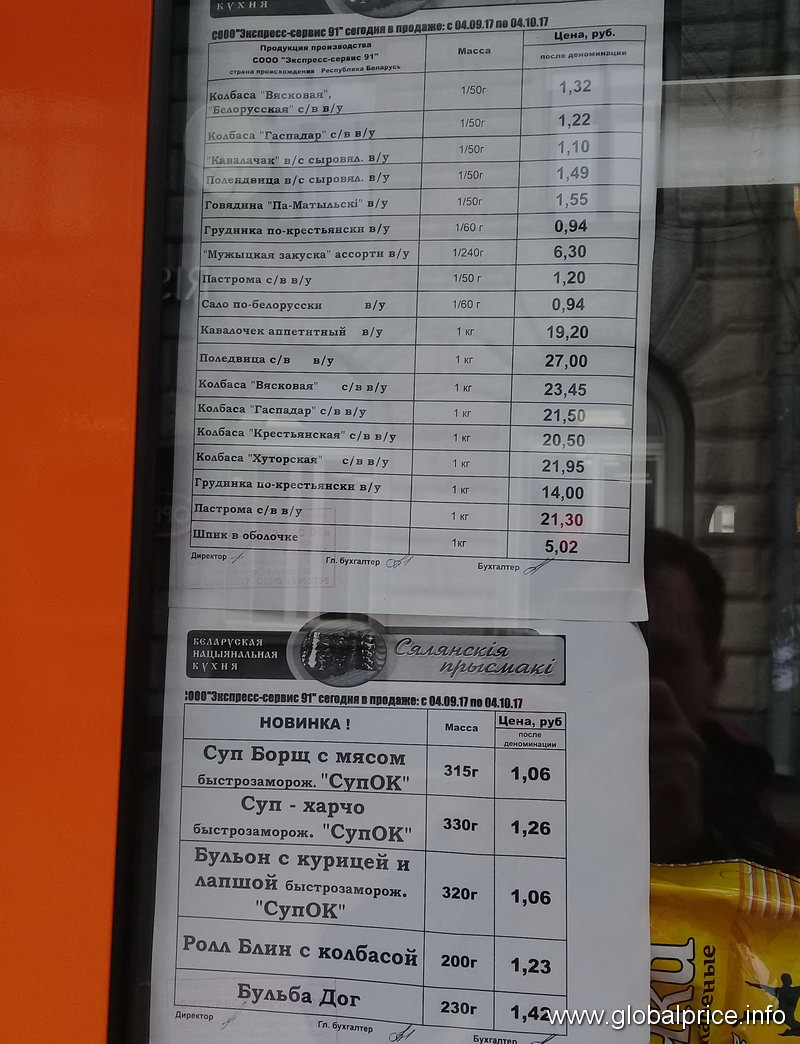 КУХНЯ
СООО"Экспресс-сервис 91" сегодня в продаже: с 04.09.17 по 04.10.17
Продукция производства СООО "Экспресс-сервис 91" страна происхождения Республика Беларусь Масса Цена, руб. после деноминации
Колбаса "Вясковая", "Белорусская" с/в в/у 1/50г 1,32
Колбаса "Гаспадар" с/в в/у 1/50г 1,22
"Кавалачак" в/с сыровял. в/у 1/50г 1,10
Полендвица в/с сыровял. в/у 1/50г 1,49
Говядина "Па-Матыльскі" в/у 1/50г 1,55
Грудинка по-крестьянски в/у 1/60 г 0,94
"Мужыцкая закуска" ассорти в/у 1/240г 6,30
Пастрома с/в в/у 1/50 г 1,20
Сало по-белорусски в/у 1/60 г 0,94
Кавалочек аппетитный в/у 1 кг 19,20
Поледвица с/в в/у 1 кг 27,00
Колбаса "Вясковая" с/в в/у 1 кг 23,45
Колбаса "Гаспадар" с/в в/у 1 кг 21,50
Колбаса "Крестьянская" с/в в/у 1 кг 20,50
Колбаса "Хуторская" с/в в/у 1 кг 21,95
Грудинка по-крестьянски в/у 1 кг 14,00
Пастрома с/в в/у 1 кг 21,30
Шпик в оболочке 1кг 5,02
Директор Гл. бухгалтер Бухгалтер
БЕЛАРУСКАЯ
НАЦЫЯНАЛЬНАЯ
КУХНЯ
Сялянскія
прысмакі
СООО"Экспресс-сервис 91" сегодня в продаже: с 04.09.17 по 04.10.17
НОВИНКА ! Масса Цена, руб после деноминации
Суп Борщ с мясом
быстрозаморож. "СупОК" 315г 1,06
Суп - харчо
быстрозаморож. "СупОК" 330г 1,26
Бульон с курицей и
лапшой быстрозаморож.
"СупОК" 320г 1,06
Ролл Блин с колбасой 200г 1,23
Бульба Дог 230г 1,42
Директор Гл. бухгалтер Бухгалтер
www.globalprice.info